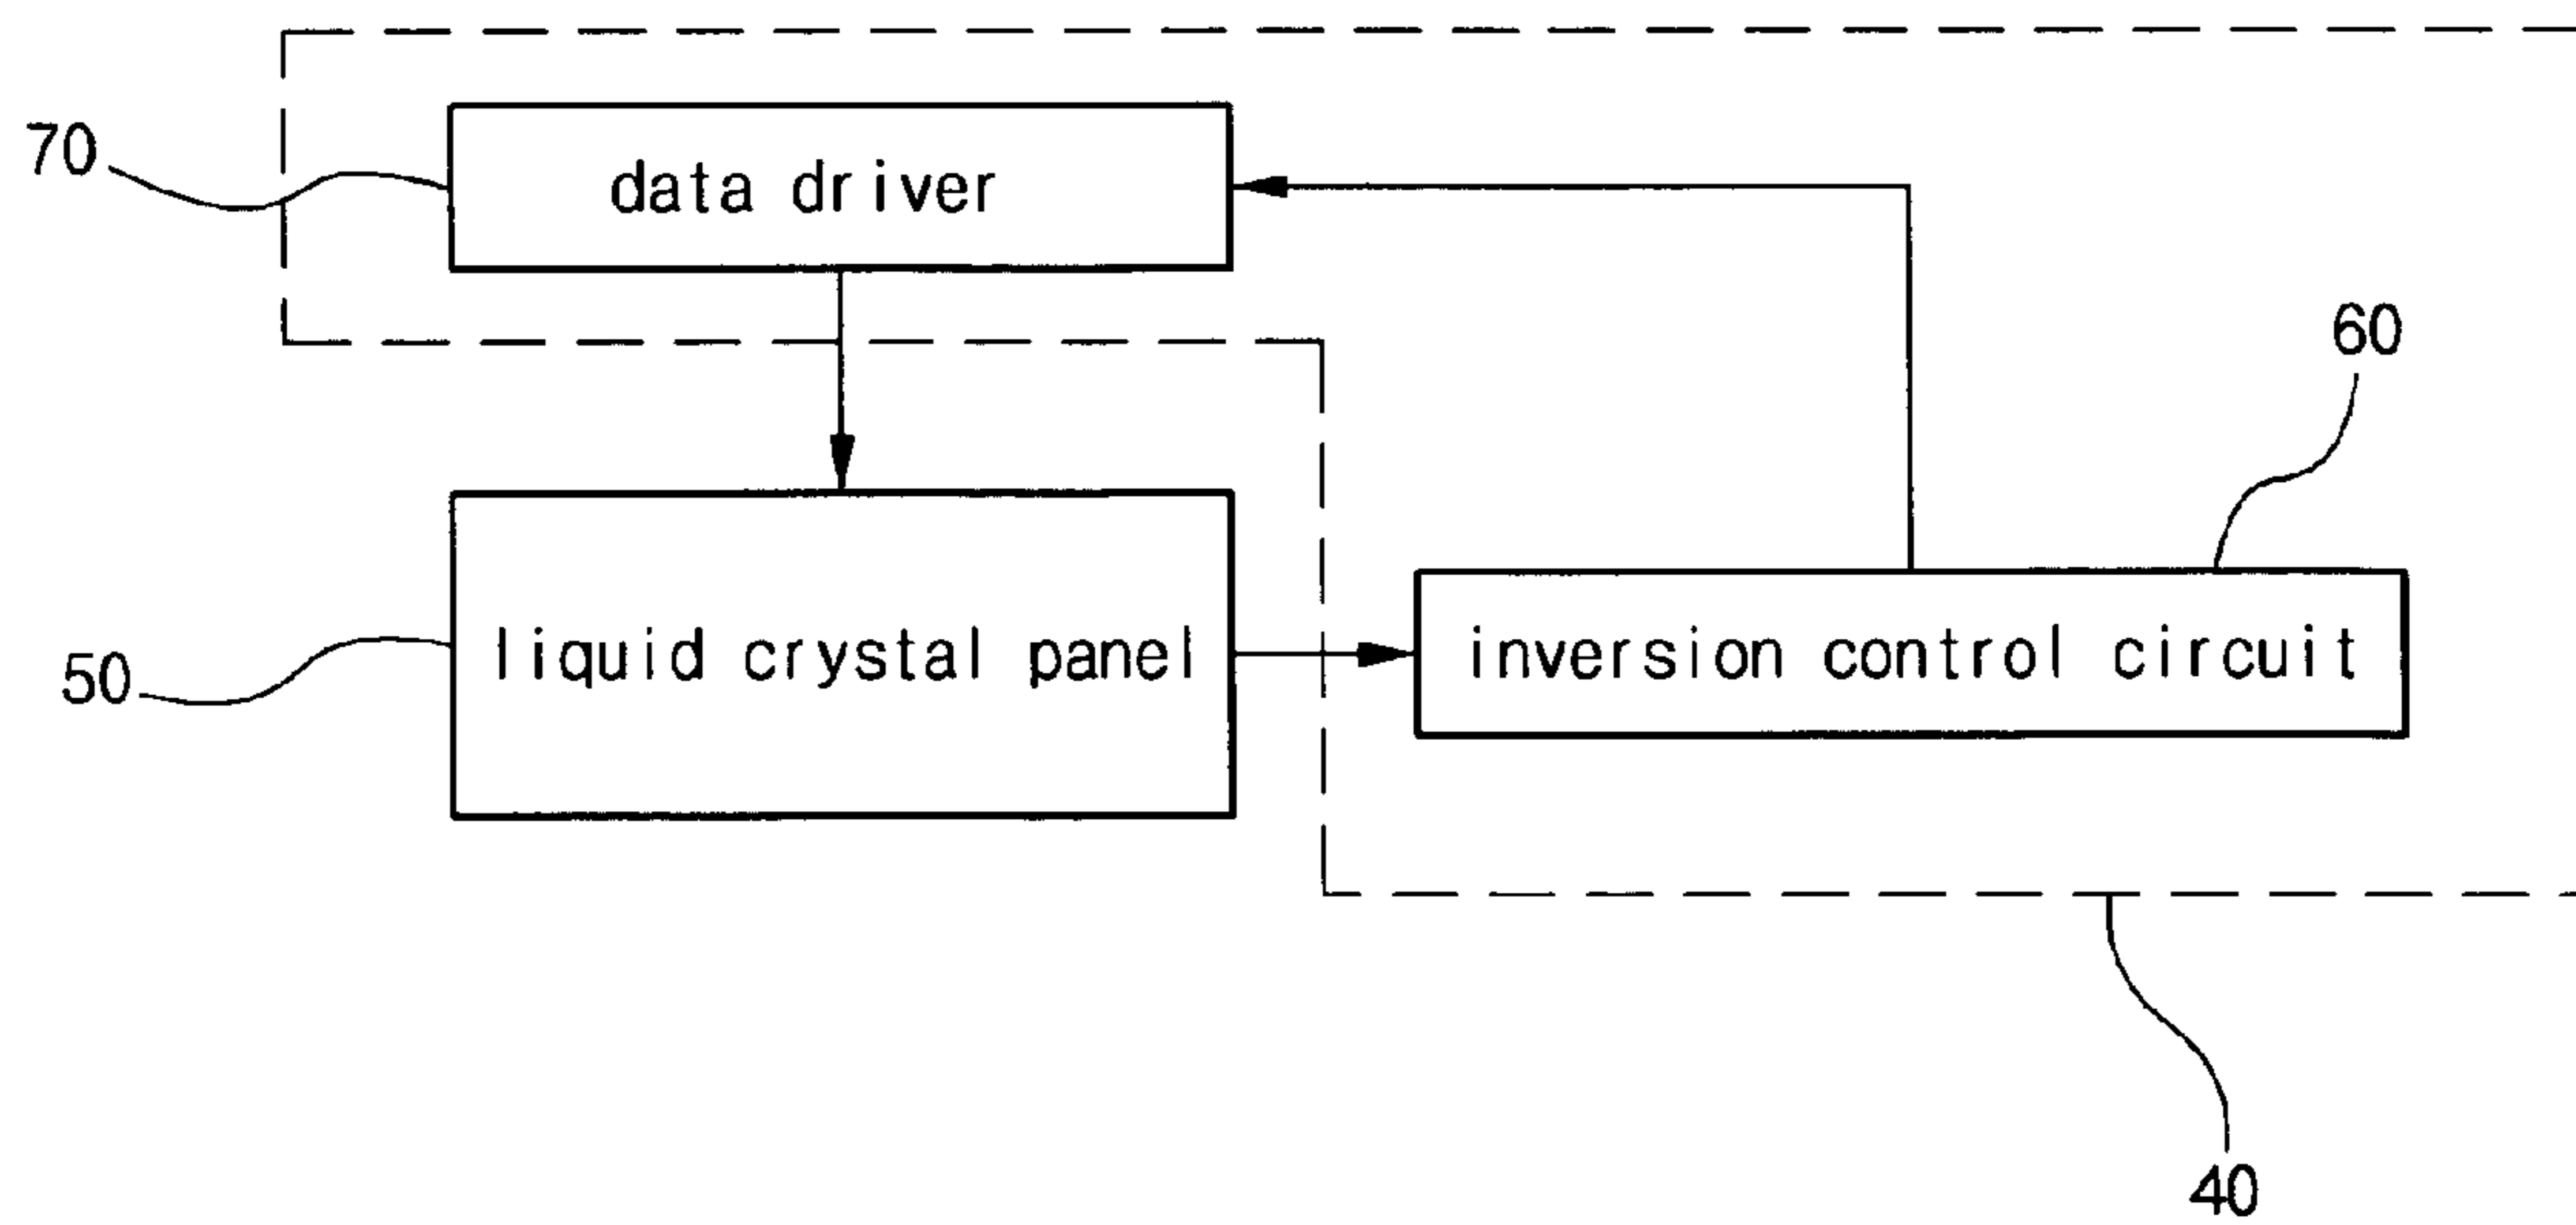 70
data driver
60
50
liquid crystal panel
inversion control circuit
40